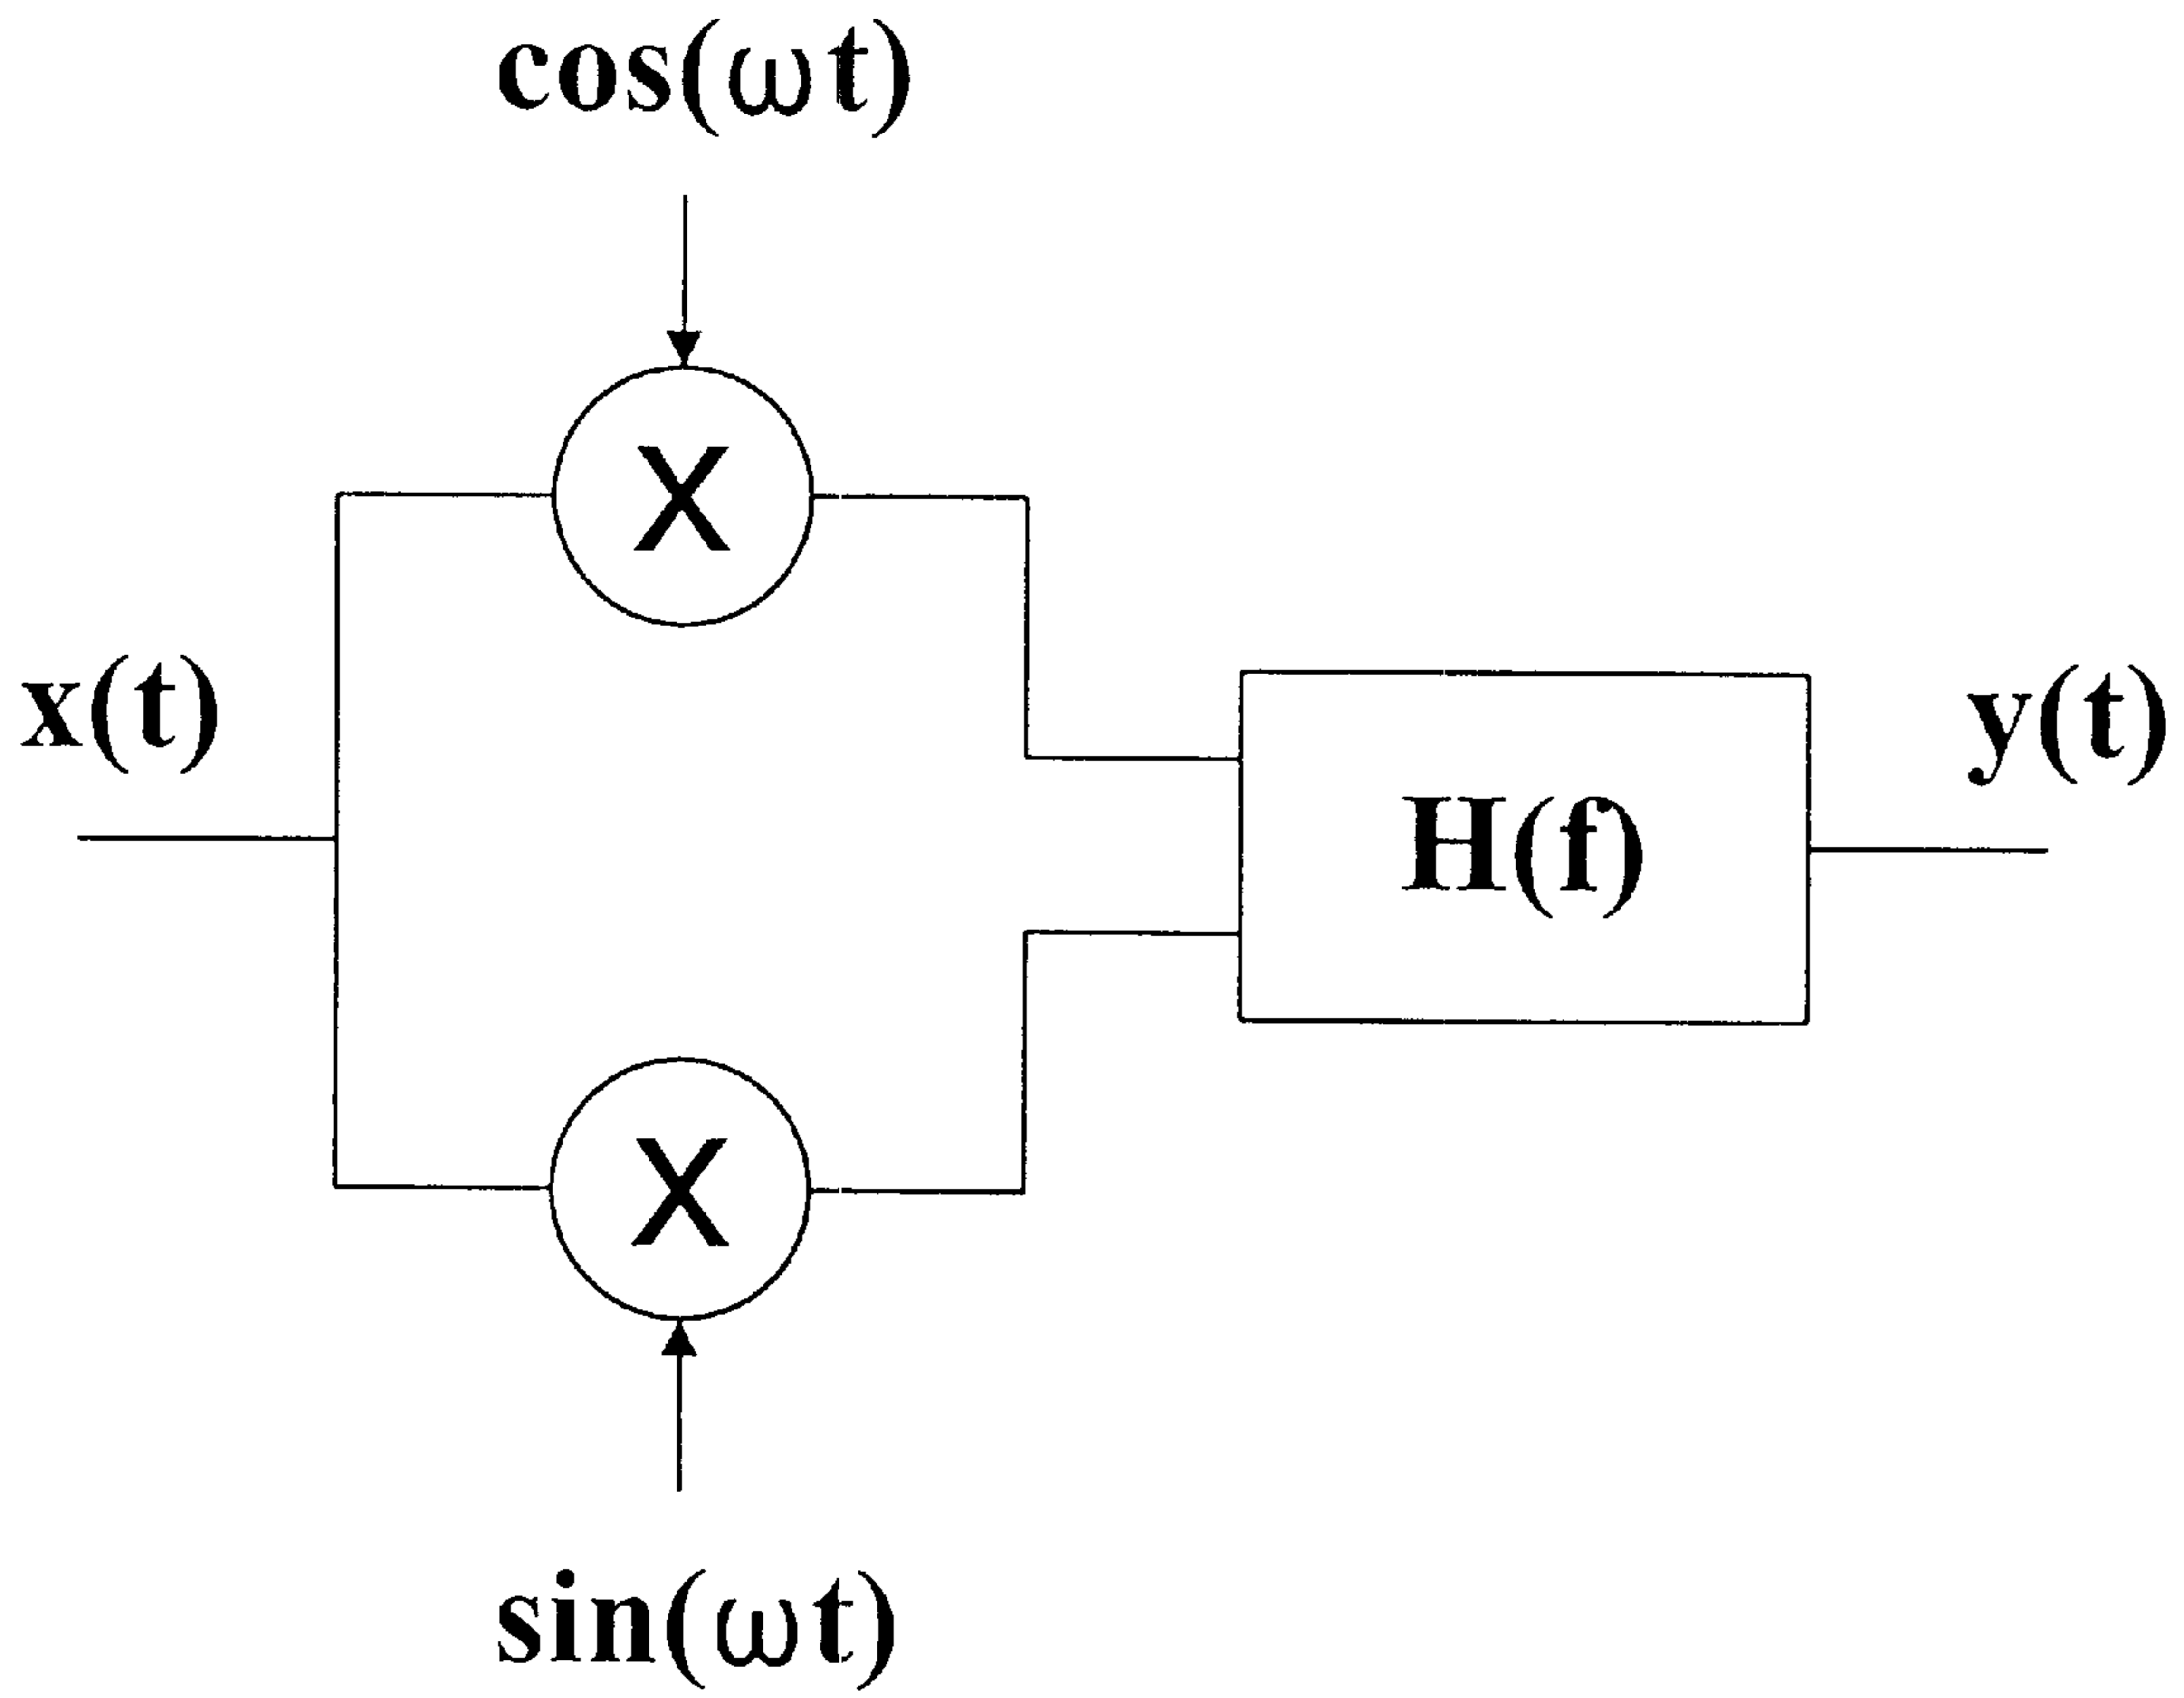 cos(ωt)
X
x(t)
y(t)
H(f)
X
sin(ωt)